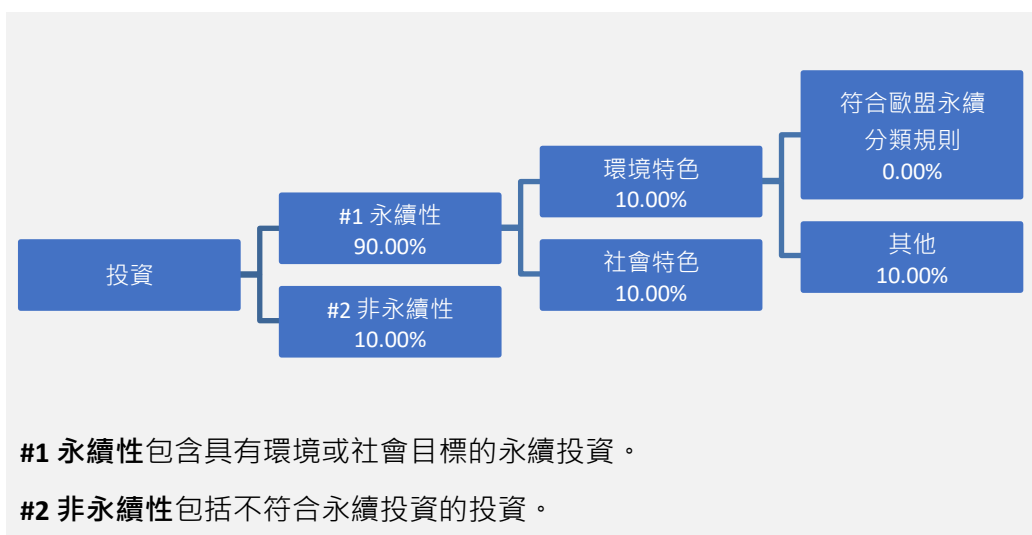 投資
#1 永續性
90.00%
#2 非永續性
10.00%
環境特色
10.00%
社會特色
10.00%
符合歐盟永續
分類規則
0.00%
其他
10.00%
#1 永續性包含具有環境或社會目標的永續投資。
#2 非永續性包括不符合永續投資的投資。